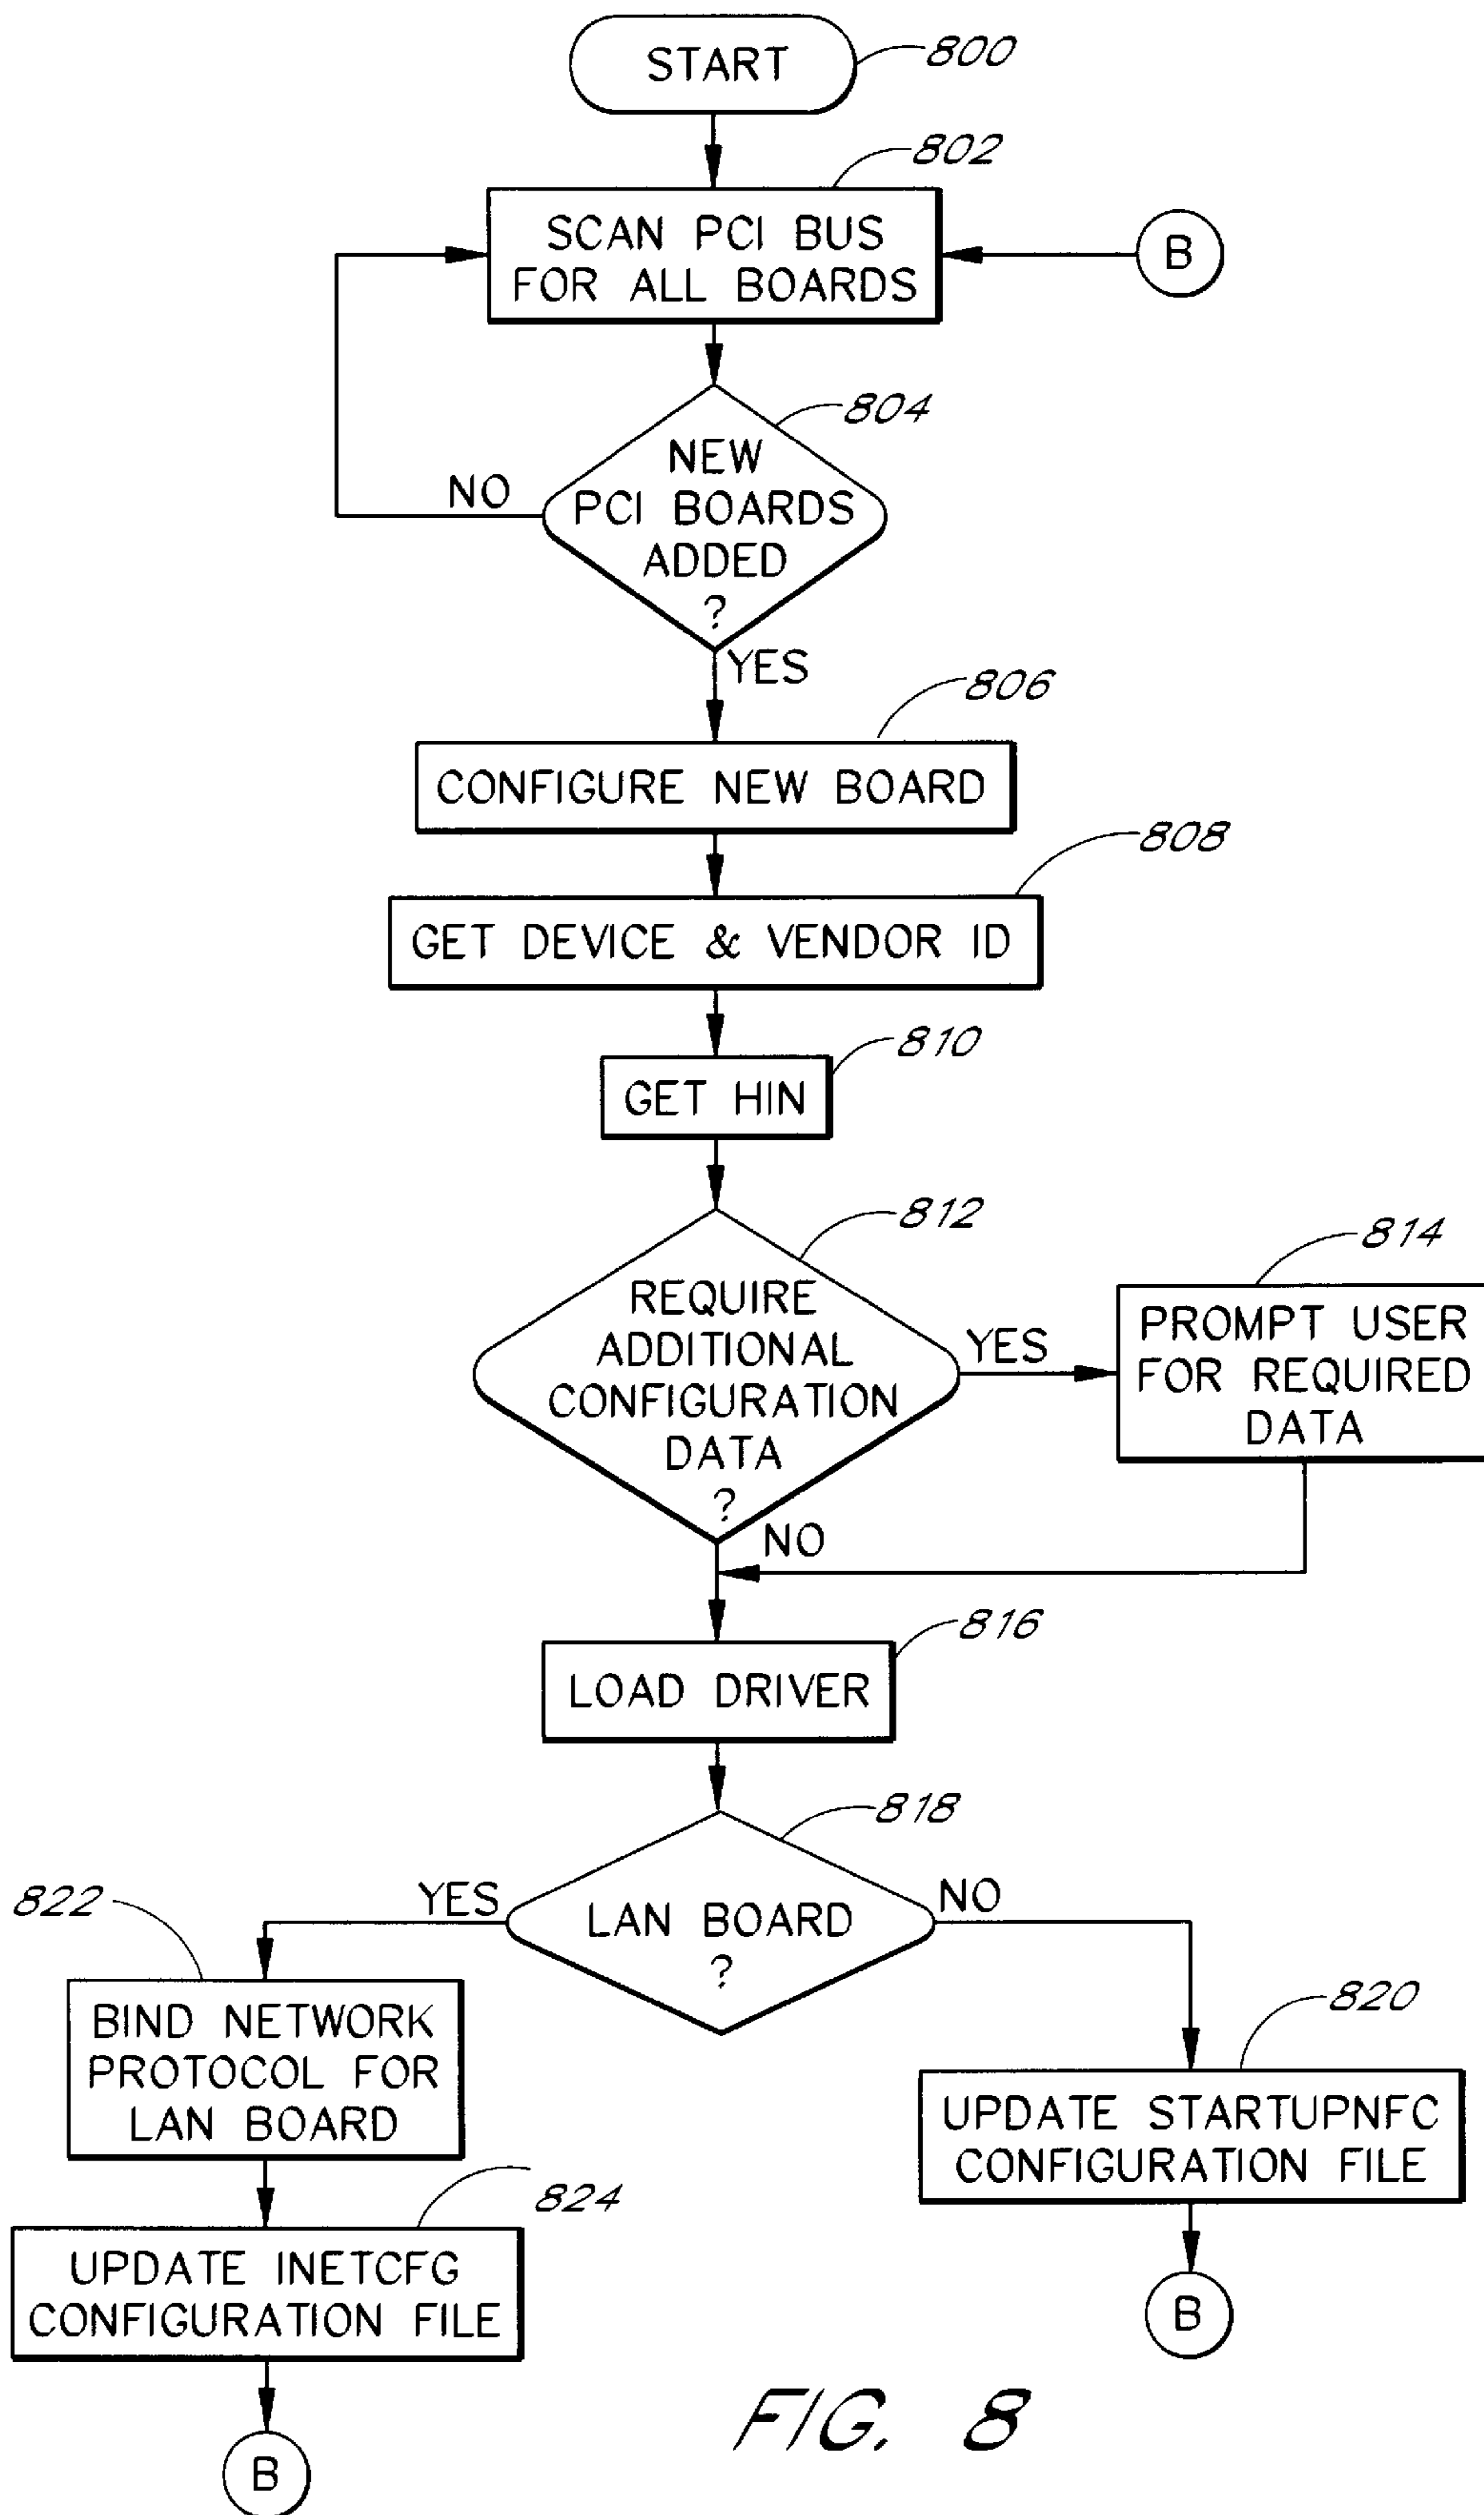 START
800
802
SCAN PCI BUS
FOR ALL BOARDS
B
804
NEW
PCI BOARDS
ADDED
?
NO
YES
806
CONFIGURE NEW BOARD
808
GET DEVICE & VENDOR ID
810
GET HIN
812
REQUIRE
ADDITIONAL
CONFIGURATION
DATA
?
YES
814
PROMPT USER
FOR REQUIRED
DATA
NO
816
LOAD DRIVER
818
LAN BOARD
?
YES
NO
822
BIND NETWORK
PROTOCOL FOR
LAN BOARD
820
UPDATE STARTUPNFC
CONFIGURATION FILE
824
UPDATE INETCFG
CONFIGURATION FILE
B
B
FIG. 8